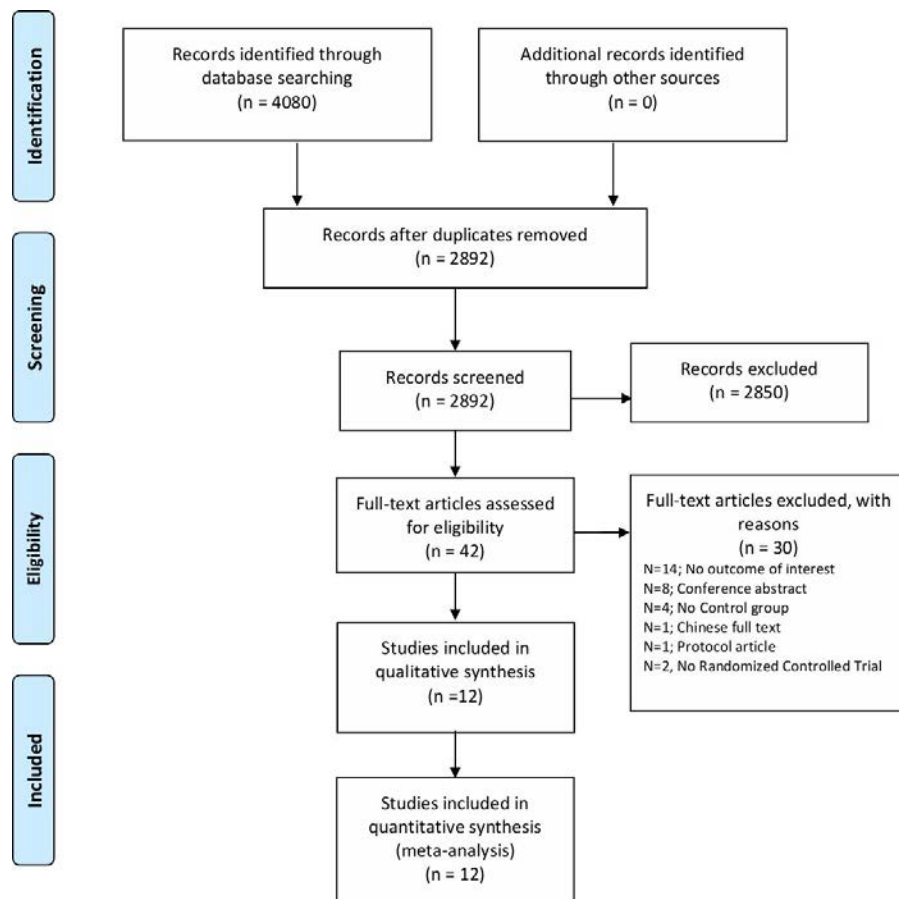 Identification
Records identified through
database searching
(n = 4080)
Additional records identified
through other sources
(n = 0)
Records after duplicates removed
(n = 2892)
Screening
Records screened
(n = 2892)
Records excluded
(n = 2850)
Eligibility
Full-text articles assessed
for eligibility
(n = 42)
Full-text articles excluded, with
reasons
(n = 30)
N=14; No outcome of interest
N=8; Conference abstract
N=4; No Control group
N=1; Chinese full text
N=1; Protocol article
N=2, No Randomized Controlled Trial
Studies included in
qualitative synthesis
(n =12)
Included
Studies included in
quantitative synthesis
(meta-analysis)
(n = 12)